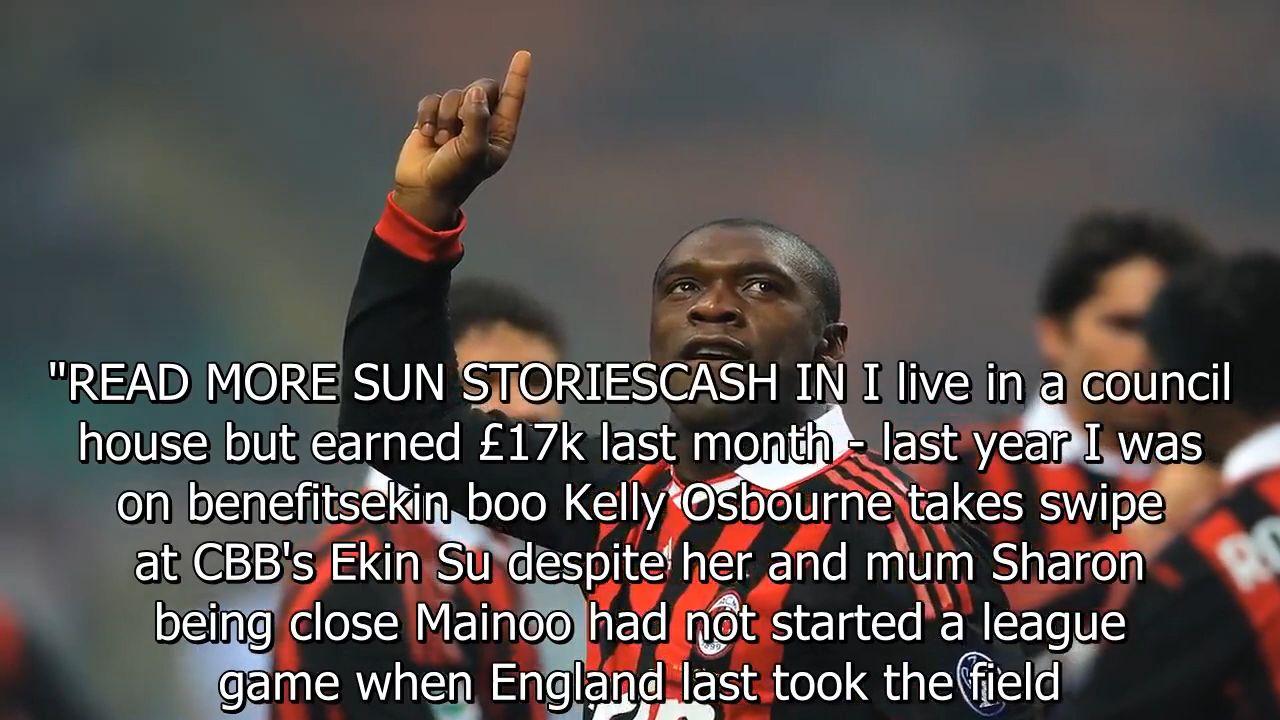 "READ MORE SUN STORIESCASH IN I live in a council
house but earned £17k last month - last year I was
on benefitsekin boo Kelly Osbourne takes swipe
at CBB's Ekin Su despite her and mum Sharon
being close Mainoo had not started a league
game when England last took the field